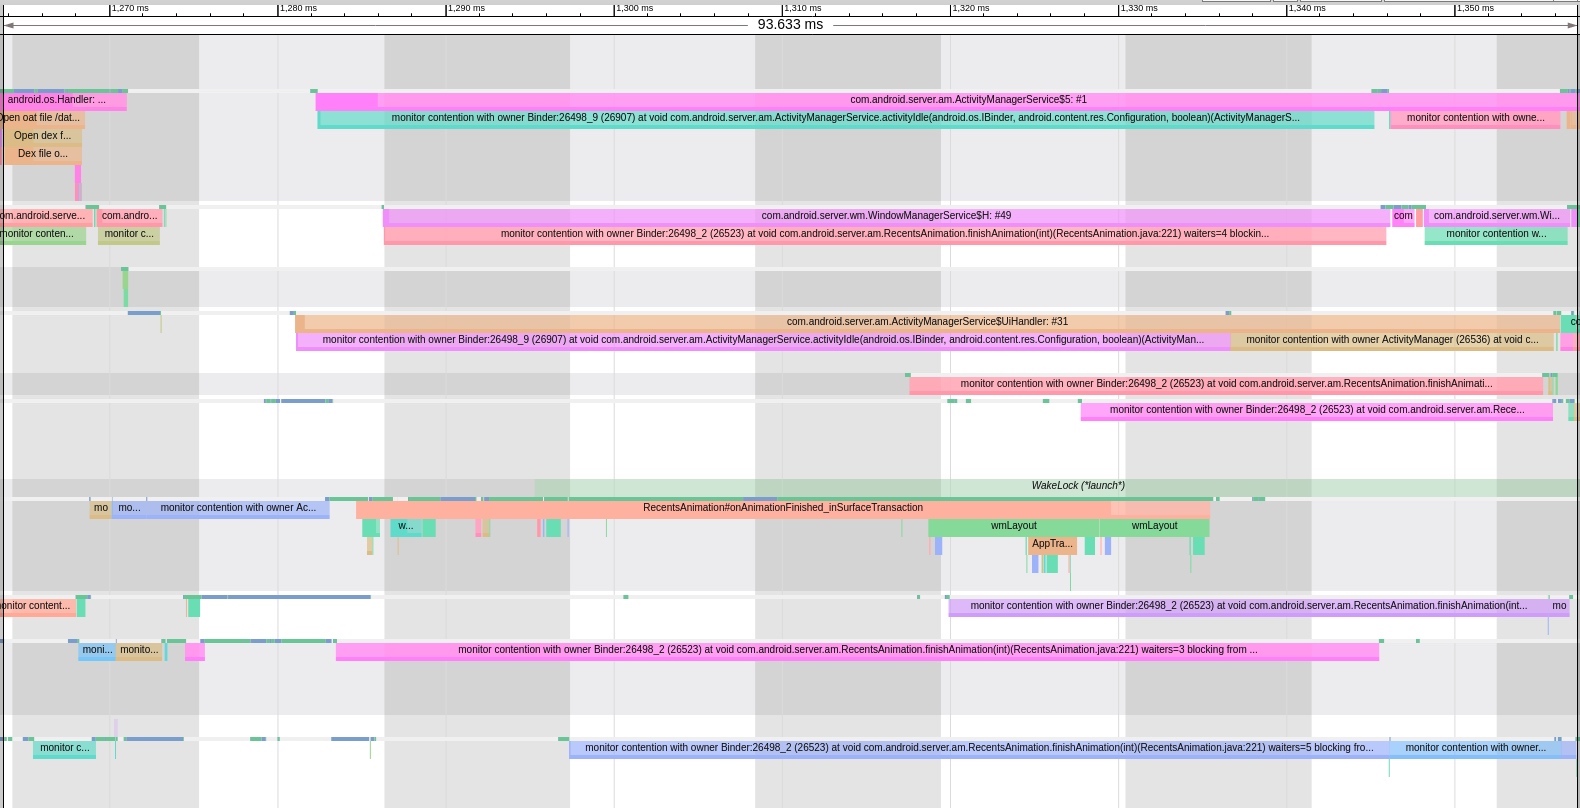 1,270 ms 1,280 ms 1,290 ms 1,300 ms 1,310 ms 1,320 ms 1,330 ms 1,340 ms 1,350 ms
93.633 ms
android.os.Handler: ... com.android.server.am.ActivityManagerService$5: #1
Open oat file /dat... monitor contention with owner Binder:26498_9 (26907) at void com.android.server.am.ActivityManagerService.activityIdle(android.os.IBinder, android.content.res.Configuration, boolean)(ActivityManagerS... monitor contention with owne...
Open dex f...
Dex file o...
om.android.serve... com.andro... com.android.server.wm.WindowManagerService$H: #49 com com.android.server.wm.Wi...
monitor conten... monitor c... monitor contention with owner Binder:26498_2 (26523) at void com.android.server.am.RecentsAnimation.finishAnimation(int)(RecentsAnimation.java:221) waiters=4 blockin... monitor contention w...
com.android.server.am.ActivityManagerService$UiHandler: #31 co
monitor contention with owner Binder:26498_9 (26907) at void com.android.server.am.ActivityManagerService.activityIdle(android.os.IBinder, android.content.res.Configuration, boolean)(ActivityMan... monitor contention with owner ActivityManager (26536) at void c...
monitor contention with owner Binder:26498_2 (26523) at void com.android.server.am.RecentsAnimation.finishAnimati...
monitor contention with owner Binder:26498_2 (26523) at void com.android.server.am.Rece...
WakeLock (*launch*)
mo mo... monitor contention with owner Ac... RecentsAnimation#onAnimationFinished_inSurfaceTransaction
w... wmLayout wmLayout
AppTra...
onitor content... monitor contention with owner Binder:26498_2 (26523) at void com.android.server.am.RecentsAnimation.finishAnimation(int... mo
moni... monito... monitor contention with owner Binder:26498_2 (26523) at void com.android.server.am.RecentsAnimation.finishAnimation(int)(RecentsAnimation.java:221) waiters=3 blocking from ...
monitor c... monitor contention with owner Binder:26498_2 (26523) at void com.android.server.am.RecentsAnimation.finishAnimation(int)(RecentsAnimation.java:221) waiters=5 blocking fro... monitor contention with owner...